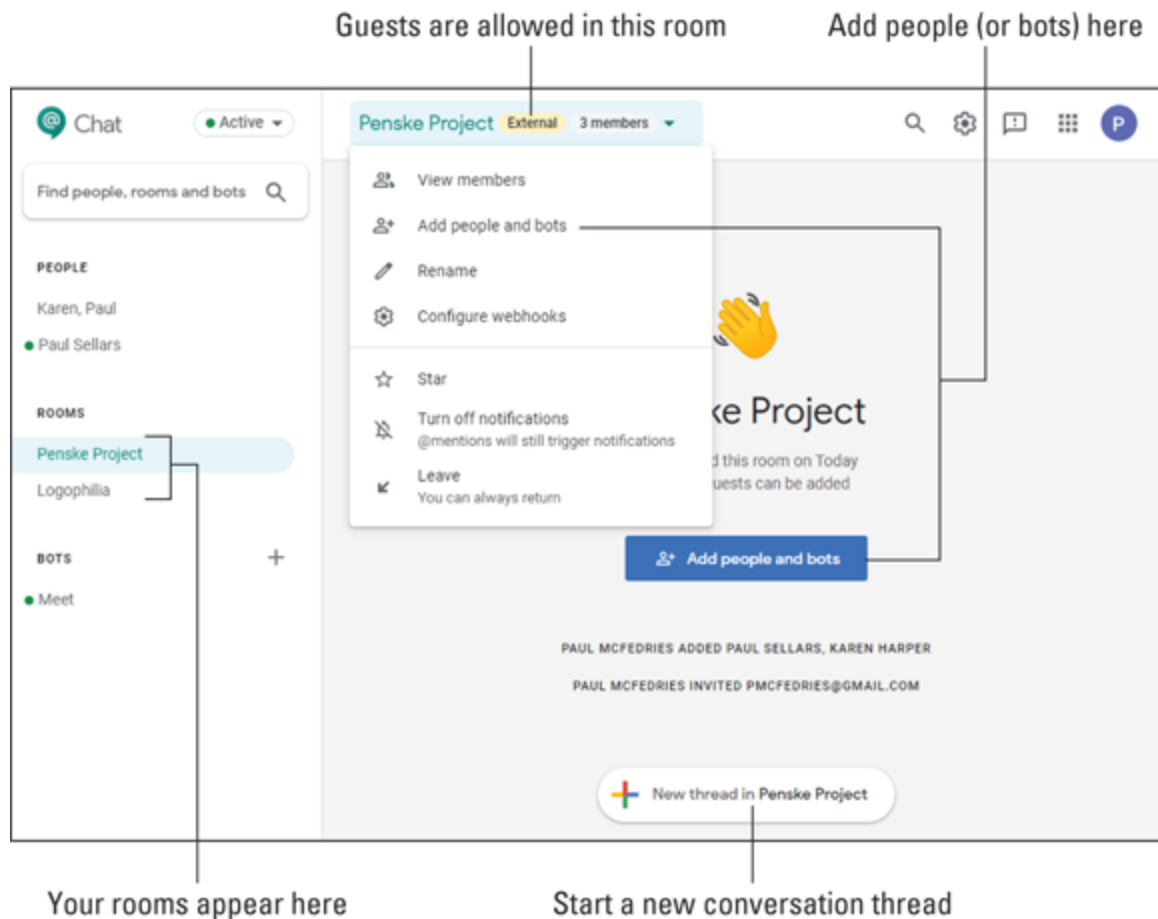 Guests are allowed in this room
Add people (or bots) here
Chat
Active
Penske Project External 3 members
P
Find people, rooms and bots
PEOPLE
Karen, Paul
Paul Sellars
ROOMS
Penske Project
Logophilia
BOTS
Meet
View members
Add people and bots
Rename
Configure webhooks
Star
Turn off notifications
@mentions will still trigger notifications
Leave
You can always return
Project
this room on Today
can be added
Add people and bots
PAUL MCFEDRIES ADDED PAUL SELLARS, KAREN HARPER
PAUL MCFEDRIES INVITED PMCFEDRIES@GMAIL.COM
New thread in Penske Project
Your rooms appear here
Start a new conversation thread